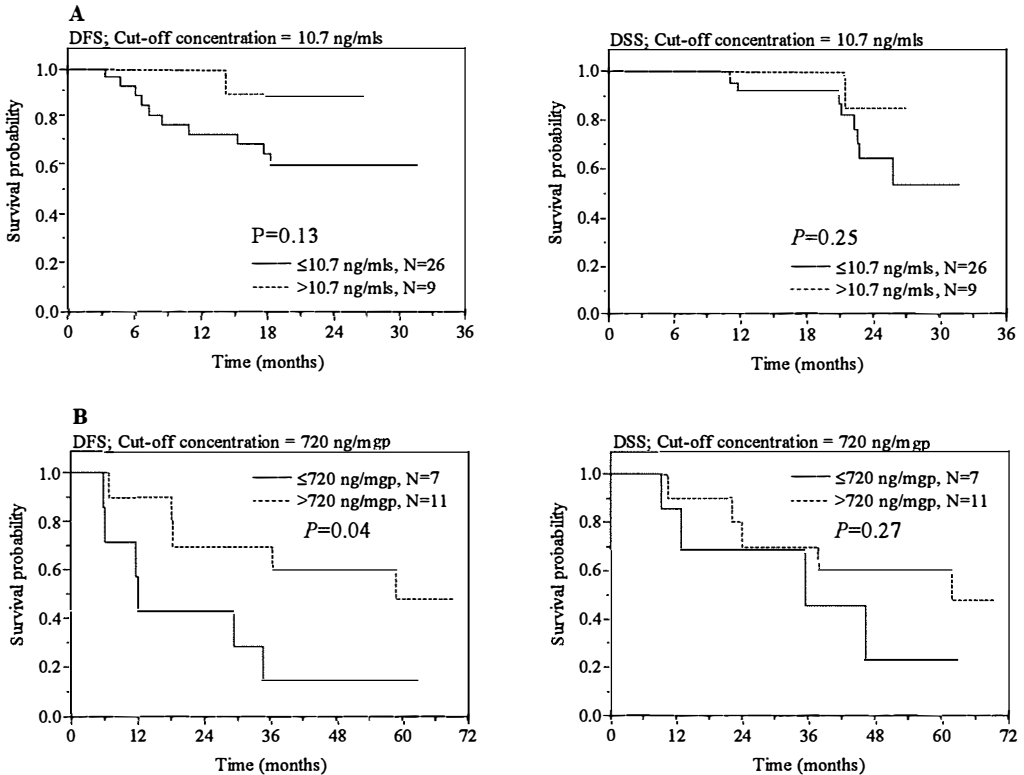 A
DFS; Cut-off concentration = 10.7 ng/mls
Survival probability
1.0
0.8
0.6
0.4
0.2
0.0
P=0.13
≤10.7 ng/mls, N=26
>10.7 ng/mls, N=9
0 6 12 18 24 30 36
Time (months)
DSS; Cut-off concentration = 10.7 ng/mls
Survival probability
1.0
0.8
0.6
0.4
0.2
0.0
P=0.25
≤10.7 ng/mls, N=26
>10.7 ng/mls, N=9
0 6 12 18 24 30 36
Time (months)
B
DFS; Cut-off concentration = 720 ng/mgp
Survival probability
1.0
0.8
0.6
0.4
0.2
0.0
≤720 ng/mgp, N=7
>720 ng/mgp, N=11
P=0.04
0 12 24 36 48 60 72
Time (months)
DSS; Cut-off concentration = 720 ng/mgp
Survival probability
1.0
0.8
0.6
0.4
0.2
0.0
≤720 ng/mgp, N=7
>720 ng/mgp, N=11
P=0.27
0 12 24 36 48 60 72
Time (months)